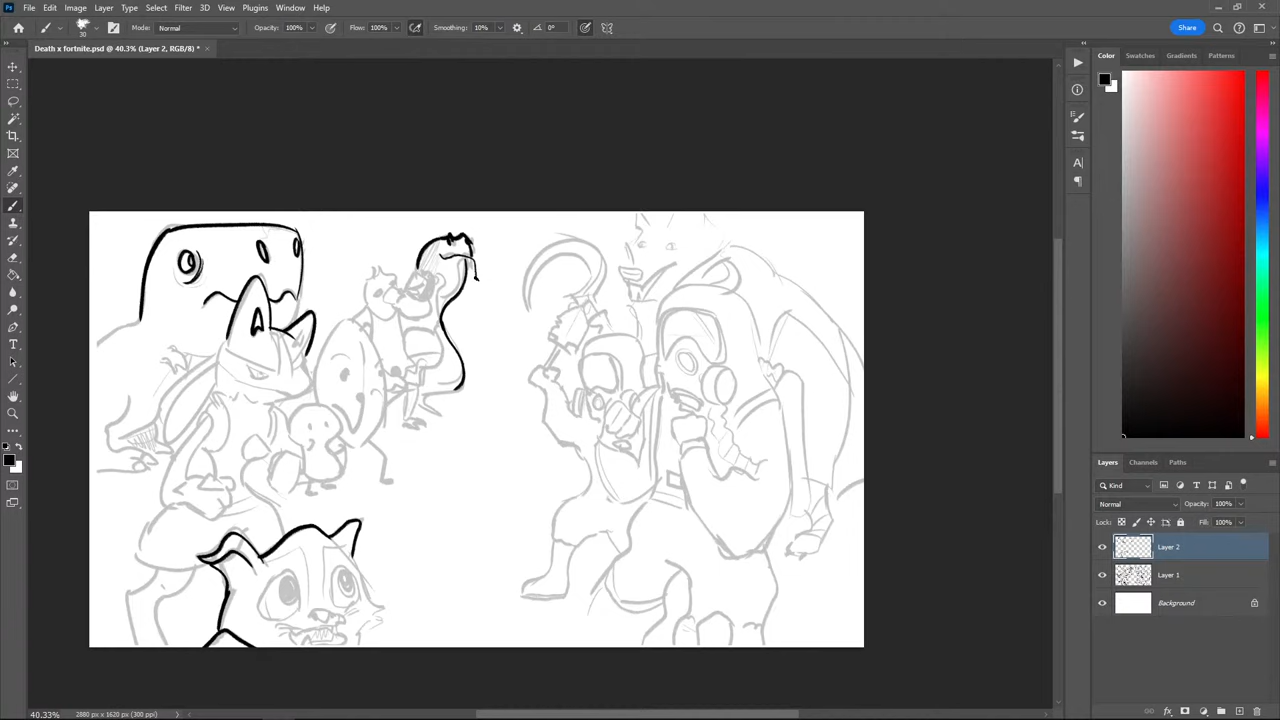 File Edit Image Layer Type Select Filter 3D View Plugins Window Help
30 Mode: Normal Opacity: 100% Flow: 100% Smoothing: 10% 0° Share
Death x fortnite.psd @ 40.3% (Layer 2, RGB/8) *
Color Swatches Gradients Patterns
Layers Channels Paths
Kind
Normal Opacity: 100%
Lock: Fill: 100%
Layer 2
Layer 1
Background
40.33% 2880 px x 1620 px (300 ppi)